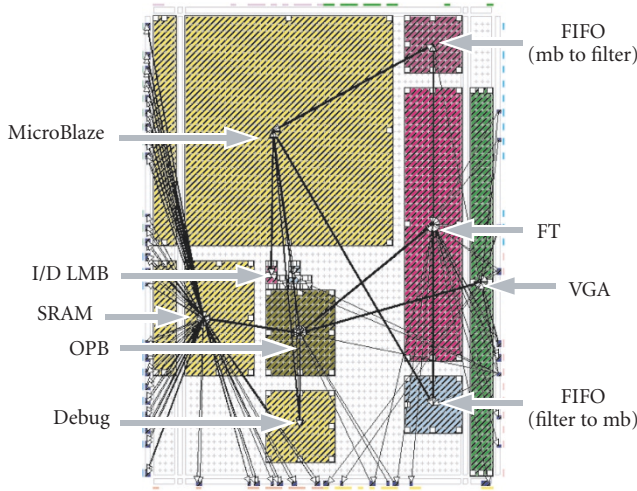 FIFO
(mb to filter)
MicroBlaze
FT
I/D LMB
VGA
SRAM
OPB
FIFO
(filter to mb)
Debug